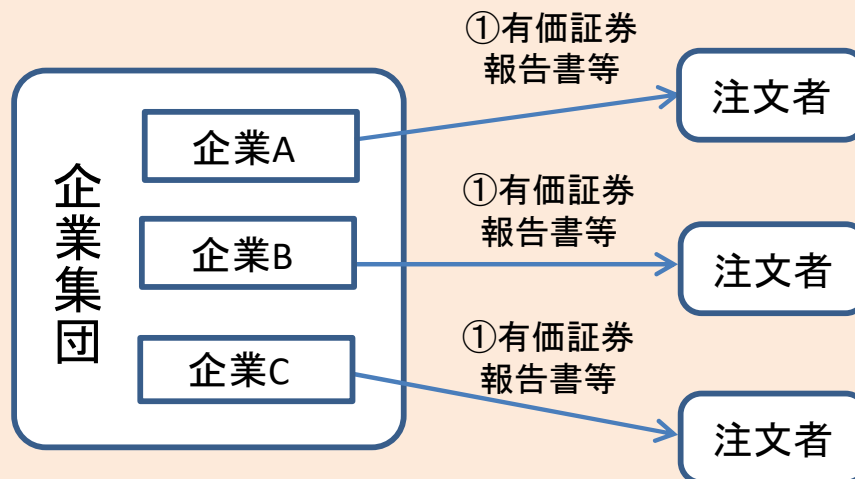 企業集団
企業A
企業B
企業C
①有価証券
報告書等
①有価証券
報告書等
①有価証券
報告書等
注文者
注文者
注文者